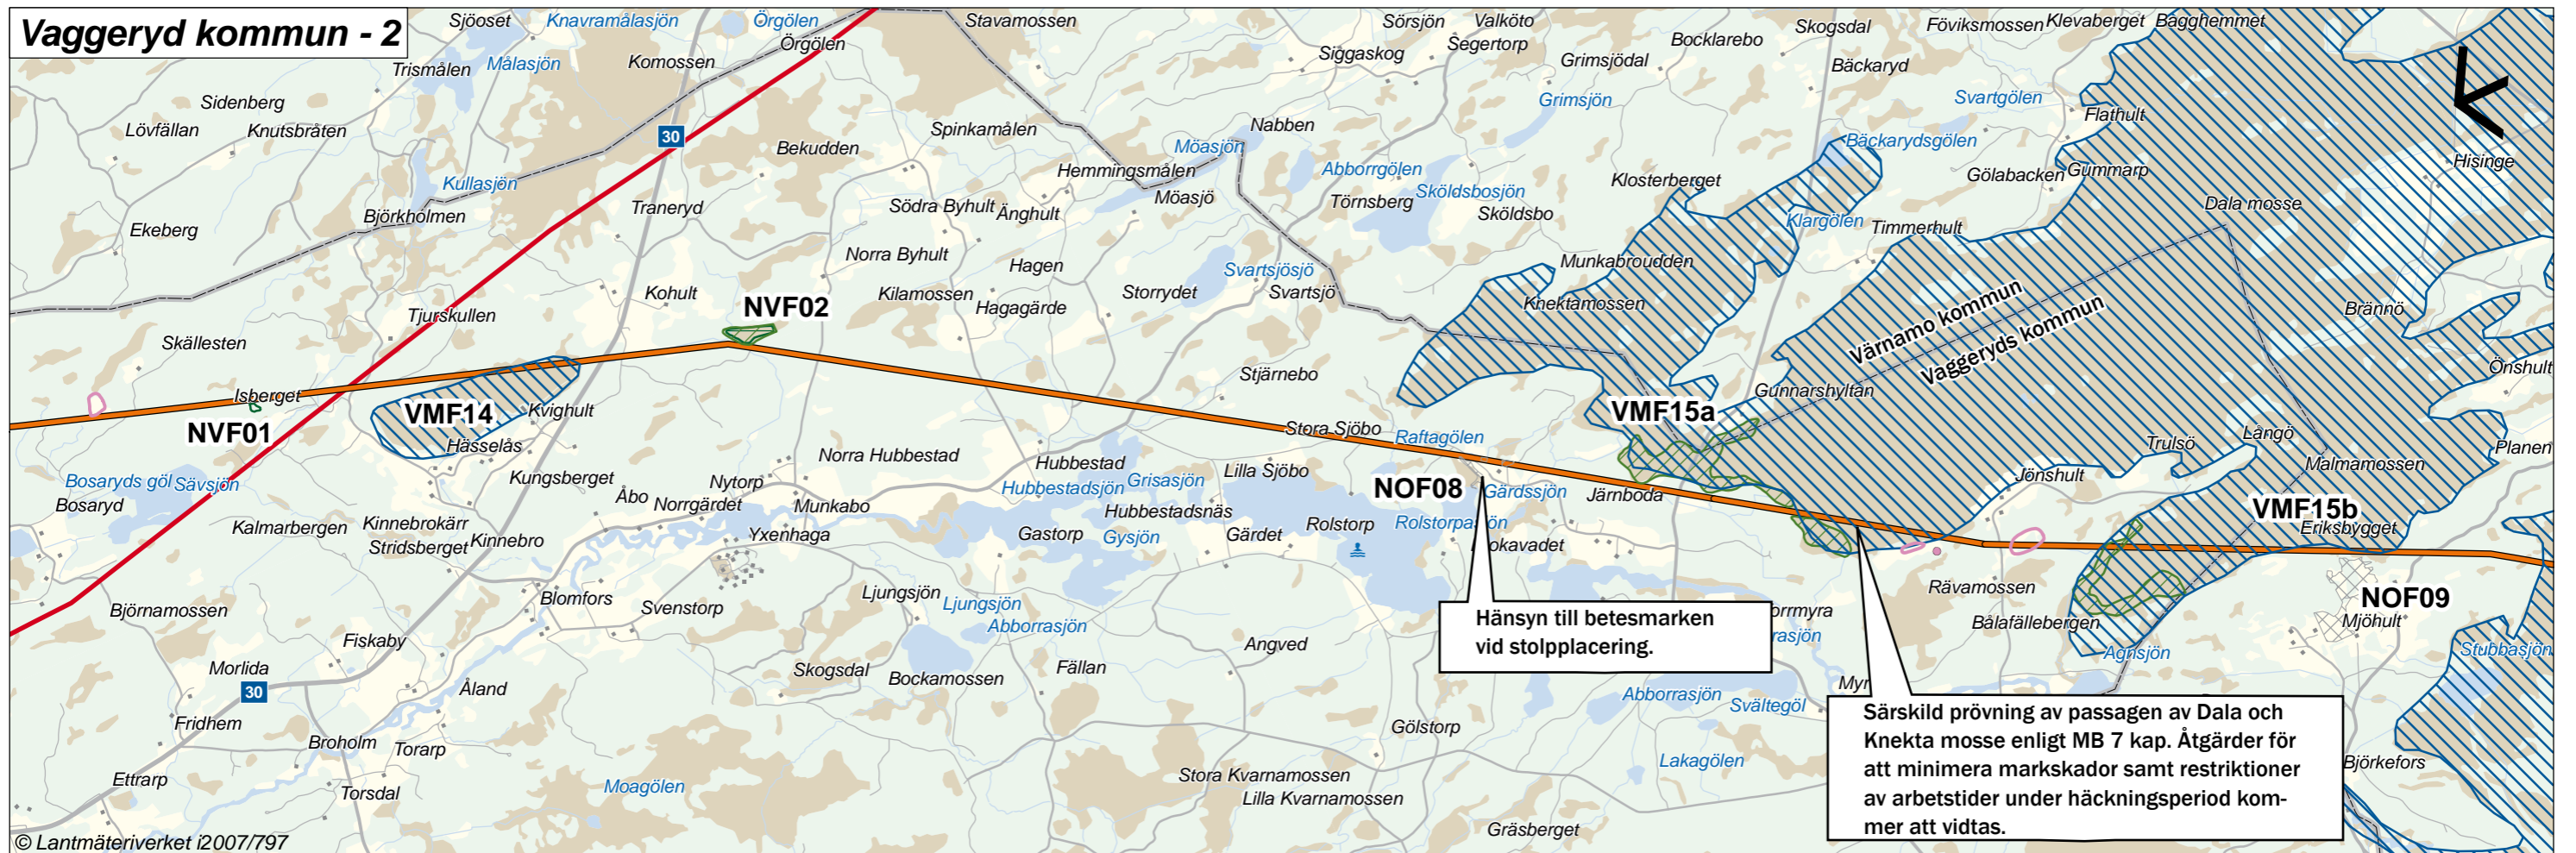 Vaggeryd kommun - 2
Sjöoset
Knavramålasjön
Örgölen
Stavamossen
Sörsjön
Valköto
Skogsdal
Föviksmossen
Klevaberget
Bagghemmet
Örgölen
Segertorp
Siggaskog
Bocklarebo
Komossen
Målasjön
Trismålen
Grimsjödal
Bäckaryd
Sidenberg
Grimsjön
Svartgölen
Flathult
Lövfällan
Knutsbråten
30
Spinkamålen
Nabben
Bekudden
Möasjön
Bäckarydsgölen
Hisinge
Kullasjön
Hemmingsmålen
Abborrgölen
Klosterberget
Gölabacken
Gummarp
Sköldsbosjön
Möasjö
Törnsberg
Dala mosse
Björkholmen
Traneryd
Södra Byhult
Änghult
Sköldsbo
Klargölen
Timmerhult
Ekeberg
Norra Byhult
Hagen
Svartsjösjö
Munkabroudden
Kohult
Kilamossen
Storrydet
Svartsjö
Knektamossen
NVF02
Hagagärde
Värnamo kommun
Vaggeryds kommun
Brännö
Tjurskullen
Skällesten
Stjärnebo
Önshult
Isberget
Gunnarshyltan
NVF01
VMF14
Kvighult
VMF15a
Stora Sjöbo
Raftagölen
Långö
Hässelås
Trulsö
Planen
Norra Hubbestad
Hubbestad
Lilla Sjöbo
Malmamossen
Bosaryds göl
Sävsjön
Kungsberget
Nytorp
Hubbestadsjön
Grisasjön
NOF08
Gärdssjön
Järnboda
Jönshult
Bosaryd
Åbo
Norrgärdet
Munkabo
Hubbestadsnäs
VMF15b
Kalmarbergen
Kinnebrokärr
Rolstorp
Eriksbygget
Stridsberget
Kinnebro
Yxenhaga
Gastorp
Gysjön
Gärdet
Rävamossen
Björnamossen
Blomfors
Svenstorp
Ljungsjön
Ljungsjön
Abborrasjön
Hänsyn till betesmarken
vid stolpplacering.
NOF09
Bålafällebergen
Mjöhult
Fiskaby
Angved
Agnsjön
Stubbasjön
Morlida
30
Åland
Skogsdal
Bockamossen
Fällan
Abborrasjön
Svältegöl
Fridhem
Gölstorp
Särskild prövning av passagen av Dala och
Knekta mosse enligt MB 7 kap. Åtgärder för
att minimera markskador samt restriktioner
av arbetstider under häckningsperiod kom-
mer att vidtas.
Broholm
Torarp
Lakagölen
Björkefors
Ettrarp
Torsdal
Moagölen
Stora Kvarnamossen
Lilla Kvarnamossen
Gräsberget
© Lantmäteriverket i2007/797